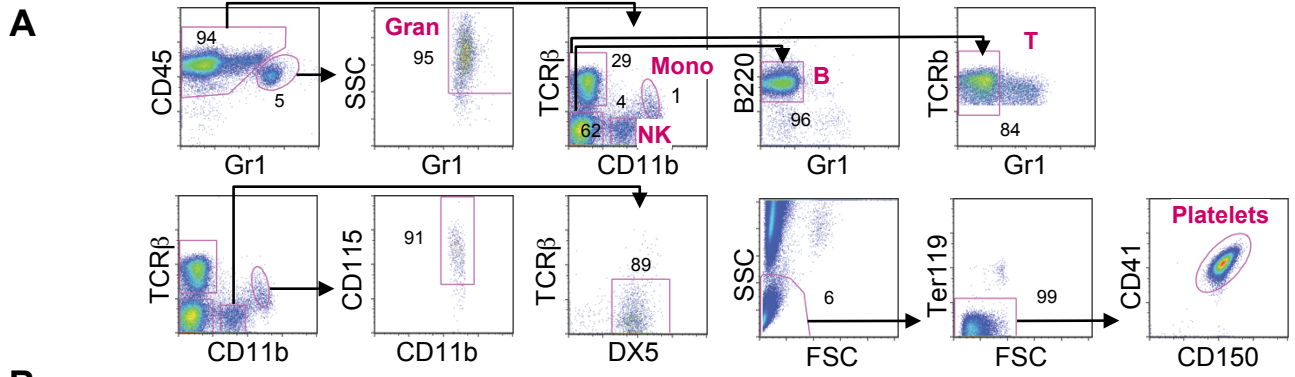 A
CD45
94
5
Gr1
SSC
Gran
95
Gr1
TCRβ
29
Mono
4
1
62
NK
CD11b
B220
B
96
Gr1
TCRb
T
84
Gr1
TCRβ
CD11b
CD115
91
CD11b
TCRβ
89
DX5
SSC
6
FSC
Ter119
99
FSC
CD41
Platelets
CD150